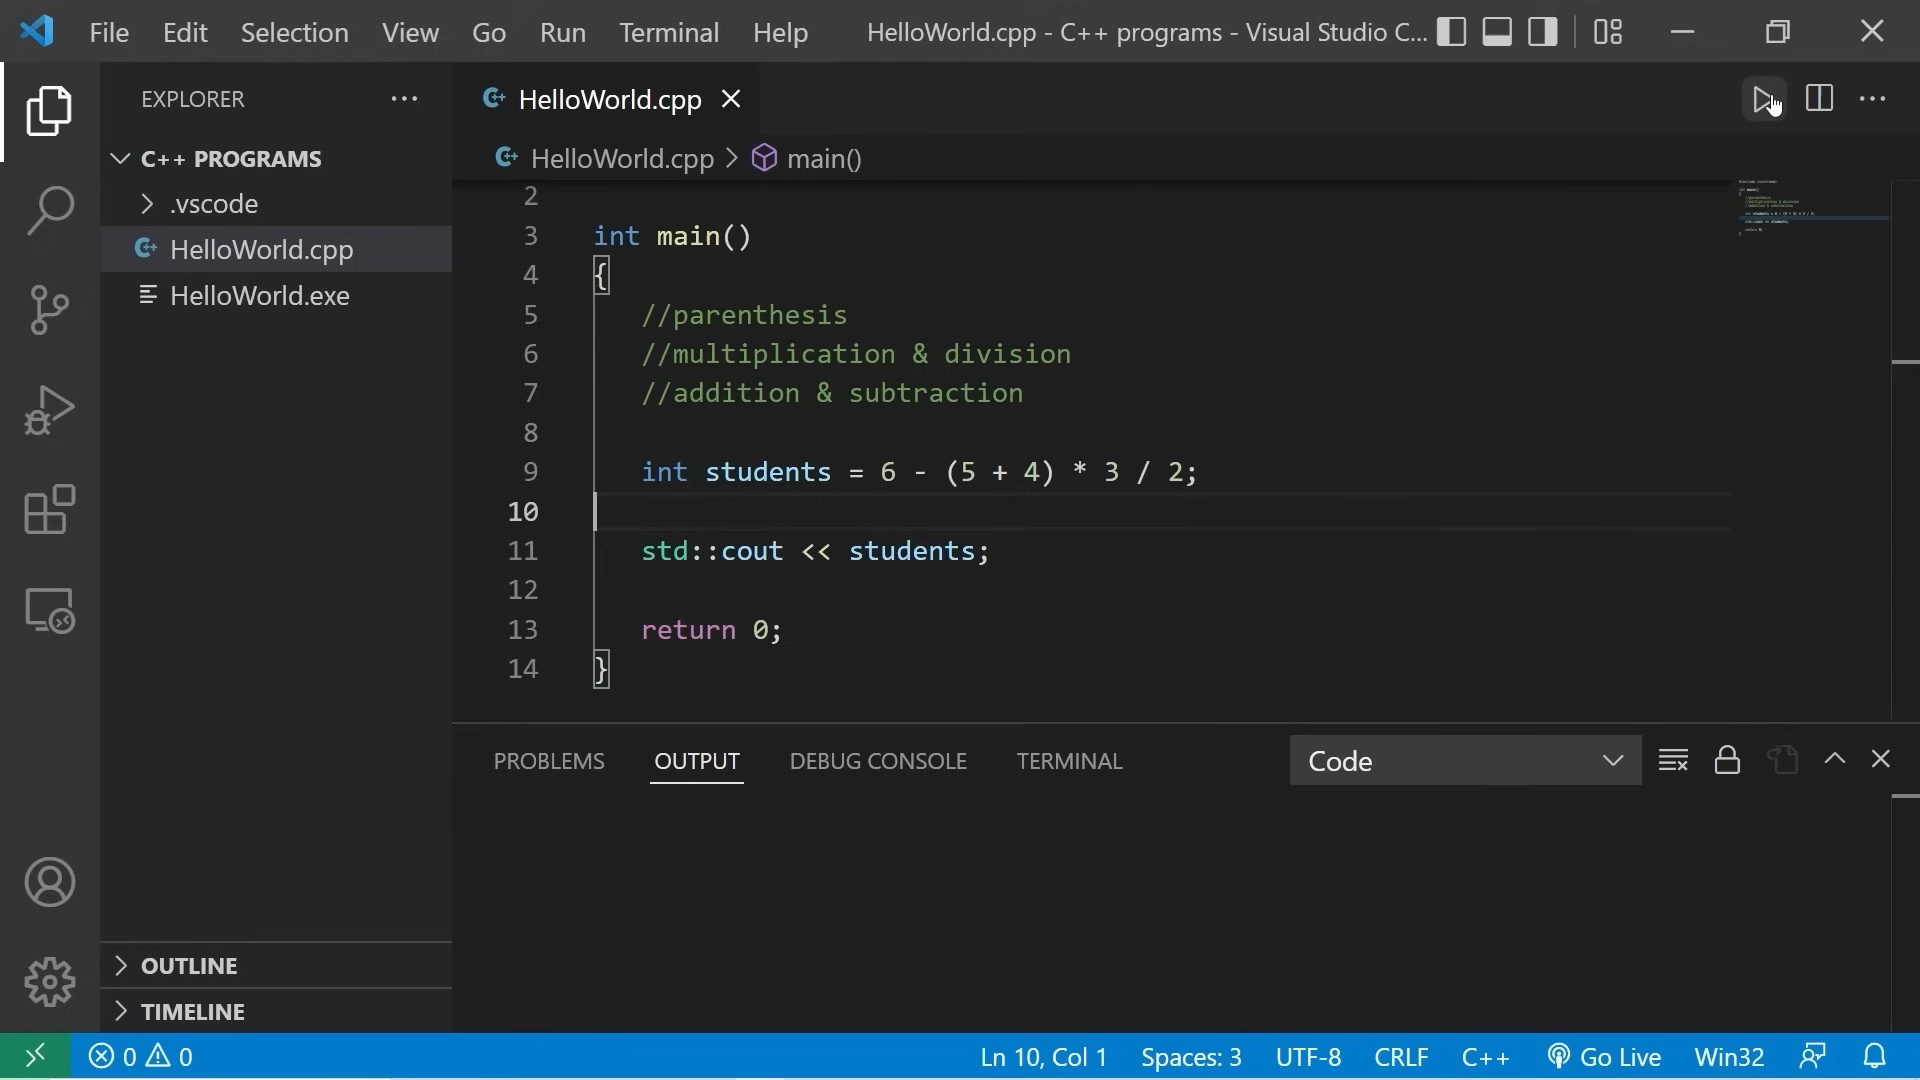 File Edit Selection View Go Run Terminal Help HelloWorld.cpp - C++ programs - Visual Studio C...
EXPLORER
HelloWorld.cpp
C++ PROGRAMS
.vscode
HelloWorld.cpp
HelloWorld.exe
OUTLINE
TIMELINE
HelloWorld.cpp > main()
2
3 int main()
4 {
5 //parenthesis
6 //multiplication & division
7 //addition & subtraction
8
9 int students = 6 - (5 + 4) * 3 / 2;
10
11 std::cout << students;
12
13 return 0;
14 }
PROBLEMS OUTPUT DEBUG CONSOLE TERMINAL Code
0 0 Ln 10, Col 1 Spaces: 3 UTF-8 CRLF C++ Go Live Win32